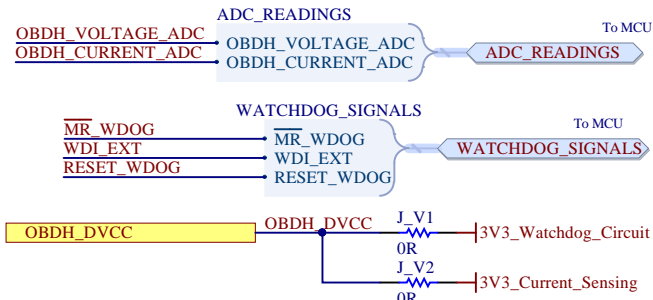 ADC_READINGS
To MCU
OBDH_VOLTAGE_ADC OBDH_VOLTAGE_ADC
OBDH_CURRENT_ADC OBDH_CURRENT_ADC
ADC_READINGS
WATCHDOG_SIGNALS
To MCU
MR_WDOG MR_WDOG
WDI_EXT WDI_EXT
WATCHDOG_SIGNALS
RESET_WDOG RESET_WDOG
OBDH_DVCC OBDH_DVCC J_V1 3V3_Watchdog_Circuit
0R
J_V2 3V3_Current_Sensing
0R